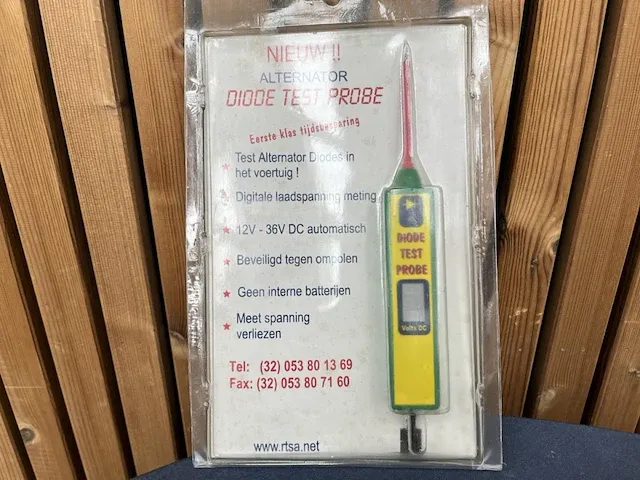 NIEUW !!
ALTERNATOR
DIODE TEST PROBE
Eerste klas tijdsbesparing
Test Alternator Diodes in
het voertuig !
Digitale laadspanning meting
12V - 36V DC automatisch
Beveiligd tegen ompolen
Geen interne batterijen
Meet spanning
verliezen
Tel: (32) 053 80 13 69
Fax: (32) 053 80 71 60
www.rtsa.net
DIODE
TEST
PROBE
Volts DC